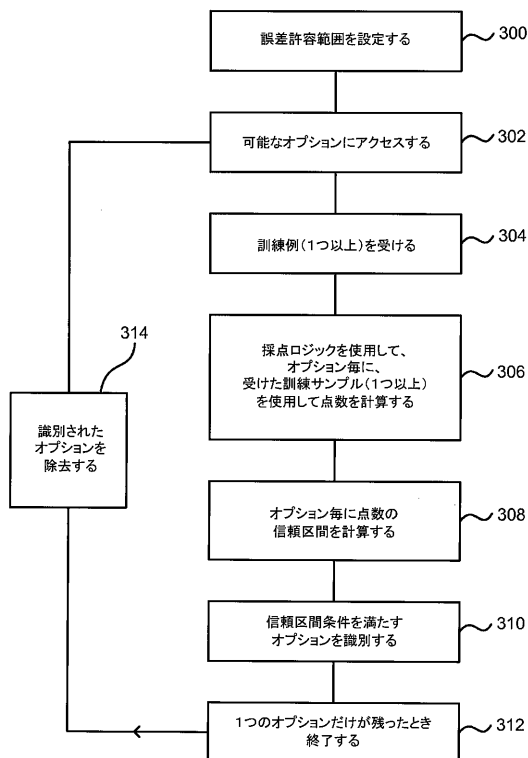 誤差許容範囲を設定する
300
可能なオプションにアクセスする
302
訓練例(1つ以上)を受ける
304
採点ロジックを使用して、
オプション毎に、
受けた訓練サンプル(1つ以上)
を使用して点数を計算する
306
314
識別された
オプションを
除去する
オプション毎に点数の
信頼区間を計算する
308
信頼区間条件を満たす
オプションを識別する
310
1つのオプションだけが残ったとき
終了する
312